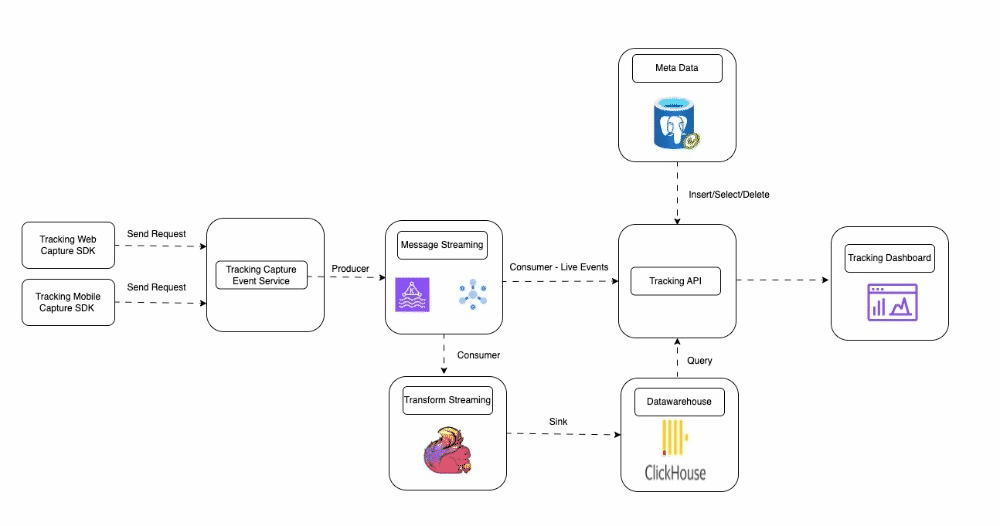 Meta Data
Insert/Select/Delete
Tracking Web
Capture SDK
Send Request
Tracking Mobile
Capture SDK
Send Request
Tracking Capture
Event Service
Producer
Message Streaming
Consumer - Live Events
Tracking API
Tracking Dashboard
Consumer
Query
Transform Streaming
Sink
Datawarehouse
ClickHouse